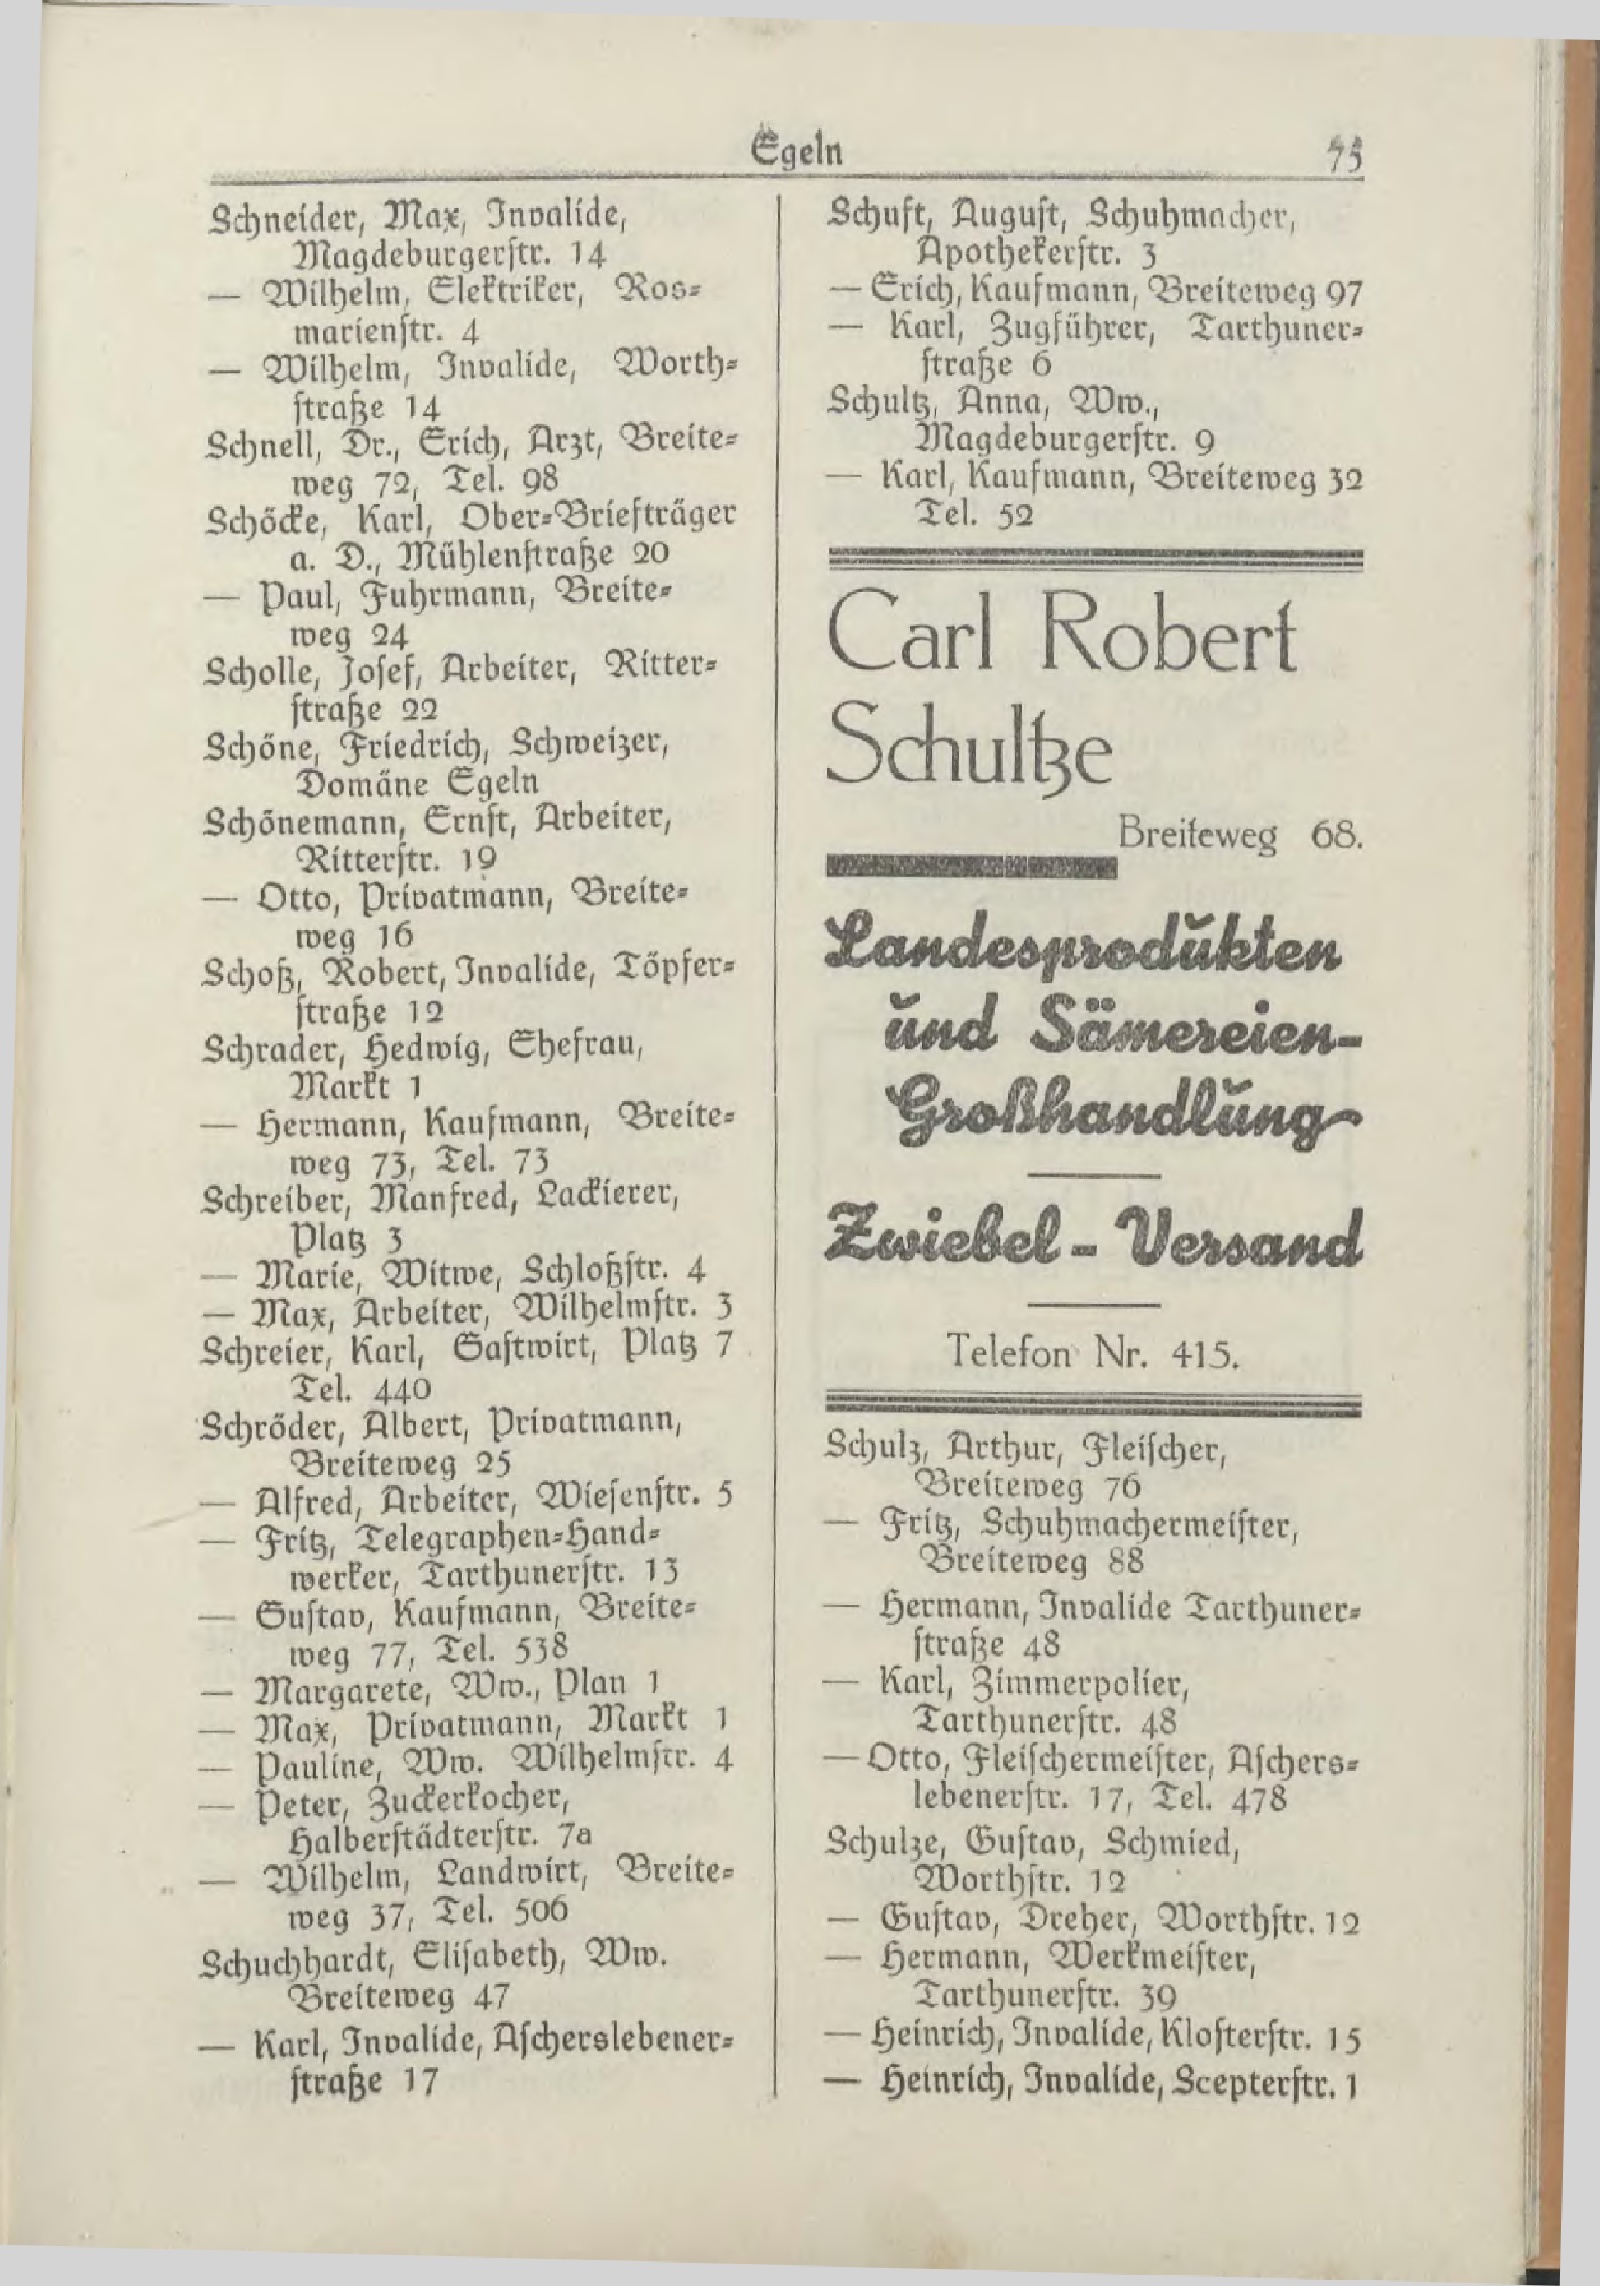 Egeln
73
Schneider, Max, Invalide,
Magdeburgerstr. 14
— Wilhelm, Elektriker, Ros-
marienstr. 4
— Wilhelm, Invalide, Worth-
straße 14
Schnell, Dr., Erich, Arzt, Breite-
weg 72, Tel. 98
Schöcke, Karl, Ober-Briefträger
a. D., Mühlenstraße 20
— Paul, Fuhrmann, Breite-
weg 24
Scholle, Josef, Arbeiter, Ritter-
straße 22
Schöne, Friedrich, Schweizer,
Domäne Egeln
Schönemann, Ernst, Arbeiter,
Ritterstr. 19
— Otto, Privatmann, Breite-
weg 16
Schoß, Robert, Invalide, Töpfer-
straße 12
Schrader, Hedwig, Ehefrau,
Markt 1
— Hermann, Kaufmann, Breite-
weg 73, Tel. 73
Schreiber, Manfred, Lackierer,
Platz 3
— Marie, Witwe, Schloßstr. 4
— Max, Arbeiter, Wilhelmstr. 3
Schreier, Karl, Gastwirt, Platz 7
Tel. 440
Schröder, Albert, Privatmann,
Breiteweg 25
— Alfred, Arbeiter, Wiesenstr. 5
— Fritz, Telegraphen-Hand-
werker, Tarthunerstr. 13
— Gustav, Kaufmann, Breite-
weg 77, Tel. 538
— Margarete, Ww., Plan 1
— Max, Privatmann, Markt 1
— Pauline, Ww. Wilhelmstr. 4
— Peter, Zuckerkocher,
Halberstädterstr. 7a
— Wilhelm, Landwirt, Breite-
weg 37, Tel. 506
Schuchhardt, Elisabeth, Ww.
Breiteweg 47
— Karl, Invalide, Ascherslebener-
straße 17
Schuft, August, Schuhmacher,
Apothekerstr. 3
— Erich, Kaufmann, Breiteweg 97
— Karl, Zugführer, Tarthuner-
straße 6
Schultz, Anna, Ww.,
Magdeburgerstr. 9
— Karl, Kaufmann, Breiteweg 32
Tel. 52
Carl Robert
Schultze
Breiteweg 68.
Landesprodukten
und Sämereien-
Großhandlung
Zwiebel - Versand
Telefon Nr. 415.
Schulz, Arthur, Fleischer,
Breiteweg 76
— Fritz, Schuhmachermeister,
Breiteweg 88
— Hermann, Invalide Tarthuner-
straße 48
— Karl, Zimmerpolier,
Tarthunerstr. 48
— Otto, Fleischermeister, Aschers-
lebenerstr. 17, Tel. 478
Schulze, Gustav, Schmied,
Worthstr. 12
— Gustav, Dreher, Worthstr. 12
— Hermann, Werkmeister,
Tarthunerstr. 39
— Heinrich, Invalide, Klosterstr. 15
— Heinrich, Invalide, Scepterstr. 1